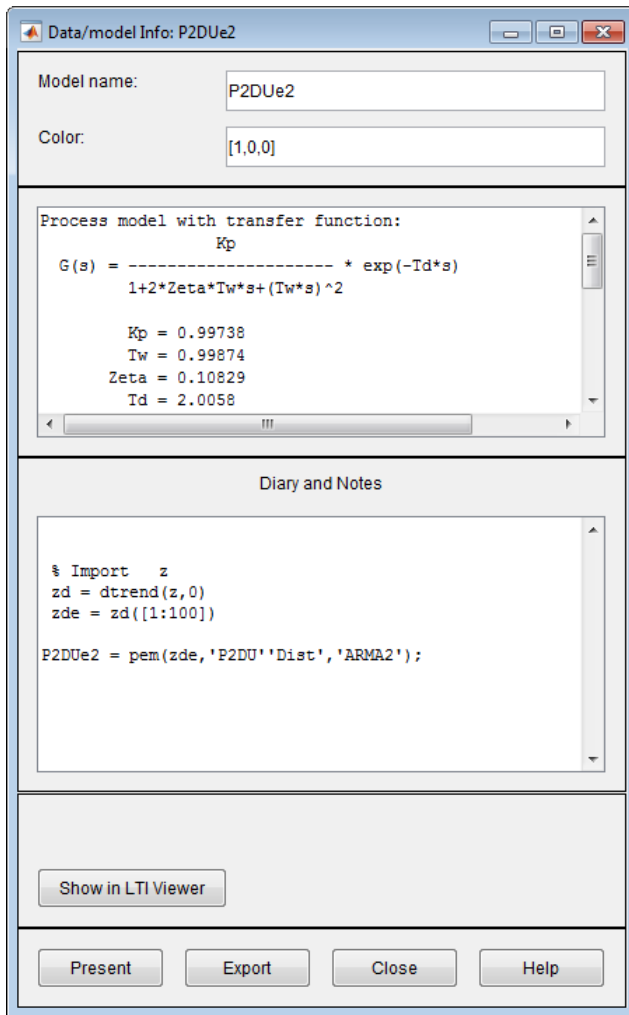 Data/model Info: P2DUe2
Model name:
P2DUe2
Color:
[1,0,0]
Process model with transfer function:
Kp
G(s) = --------------------- * exp(-Td*s)
1+2*Zeta*Tw*s+(Tw*s)^2
Kp = 0.99738
Tw = 0.99874
Zeta = 0.10829
Td = 2.0058
Diary and Notes
% Import   z
zd = dtrend(z,0)
zde = zd([1:100])
P2DUe2 = pem(zde,'P2DU''Dist','ARMA2');
Show in LTI Viewer
Present
Export
Close
Help